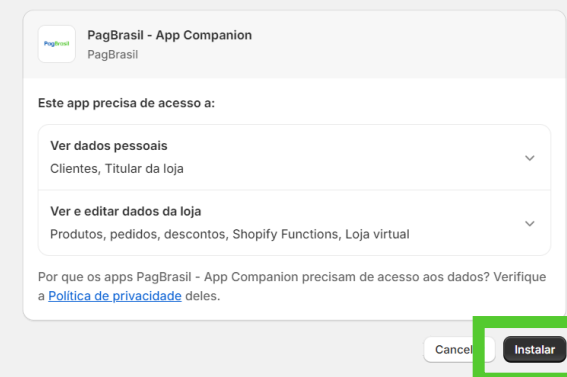 PagBrasil
PagBrasil - App Companion
PagBrasil
Este app precisa de acesso a:
Ver dados pessoais
Clientes, Titular da loja
Ver e editar dados da loja
Produtos, pedidos, descontos, Shopify Functions, Loja virtual
Por que os apps PagBrasil - App Companion precisam de acesso aos dados? Verifique
a Política de privacidade deles.
Cancel Instalar